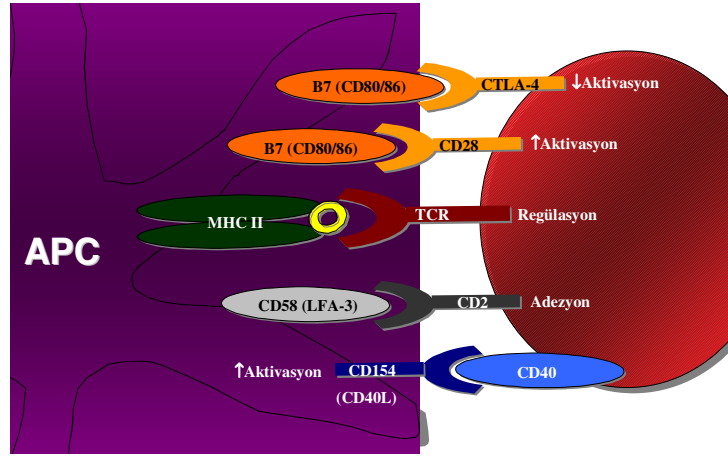 B7 (CD80/86)
CTLA-4
↓Aktivasyon
B7 (CD80/86)
CD28
↑Aktivasyon
MHC II
TCR
Regülasyon
APC
CD58 (LFA-3)
CD2
Adezyon
↑Aktivasyon
CD154
(CD40L)
CD40